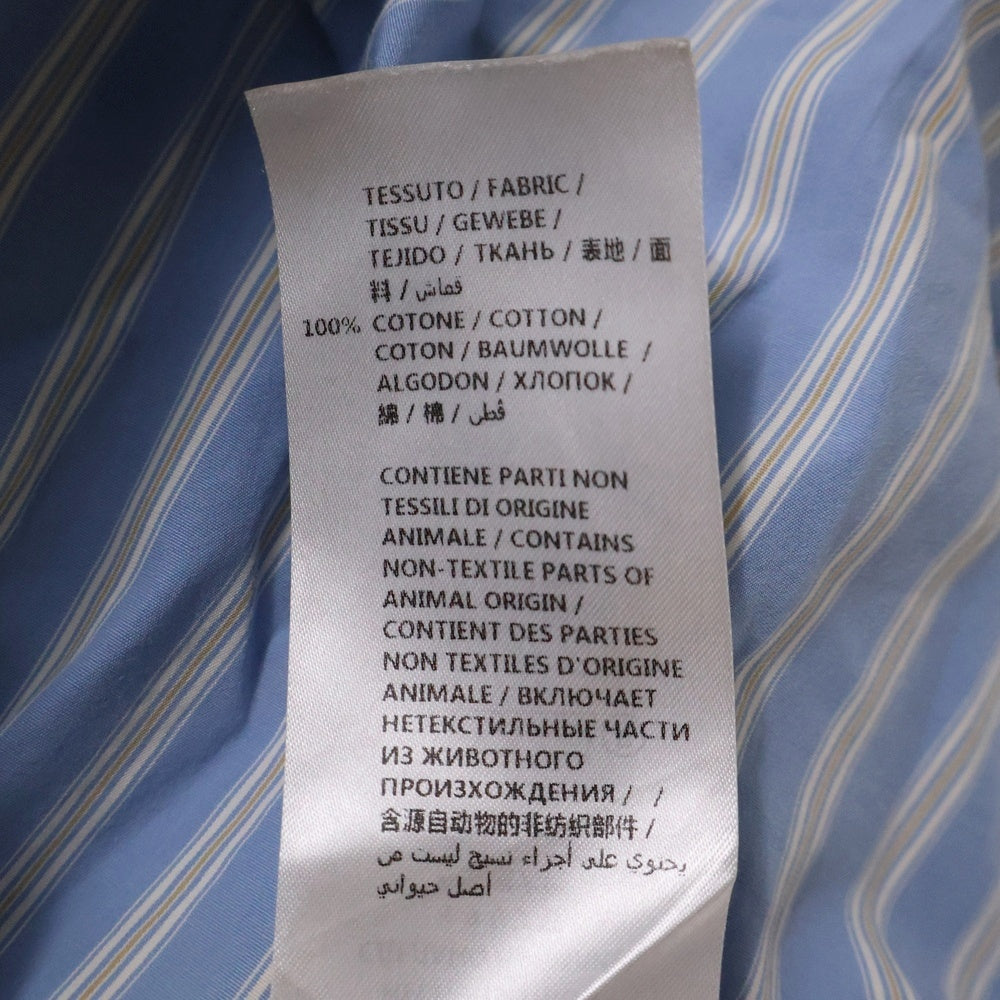 TESSUTO / FABRIC /
TISSU / GEWEBE /
TEJIDO / ТКАНЬ / 表地 / 面
料 / قماش
100% COTONE / COTTON /
COTON / BAUMWOLLE /
ALGODON / ХЛОПОК /
綿 / 棉 / قطن
CONTIENE PARTI NON
TESSILI DI ORIGINE
ANIMALE / CONTAINS
NON-TEXTILE PARTS OF
ANIMAL ORIGIN /
CONTIENT DES PARTIES
NON TEXTILES D'ORIGINE
ANIMALE / ВКЛЮЧАЕТ
НЕТЕКСТИЛЬНЫЕ ЧАСТИ
ИЗ ЖИВОТНОГО
ПРОИЗХОЖДЕНИЯ / /
含源自动物的非纺织部件 /
يحتوي على أجزاء نسيج ليست من
أصل حيواني